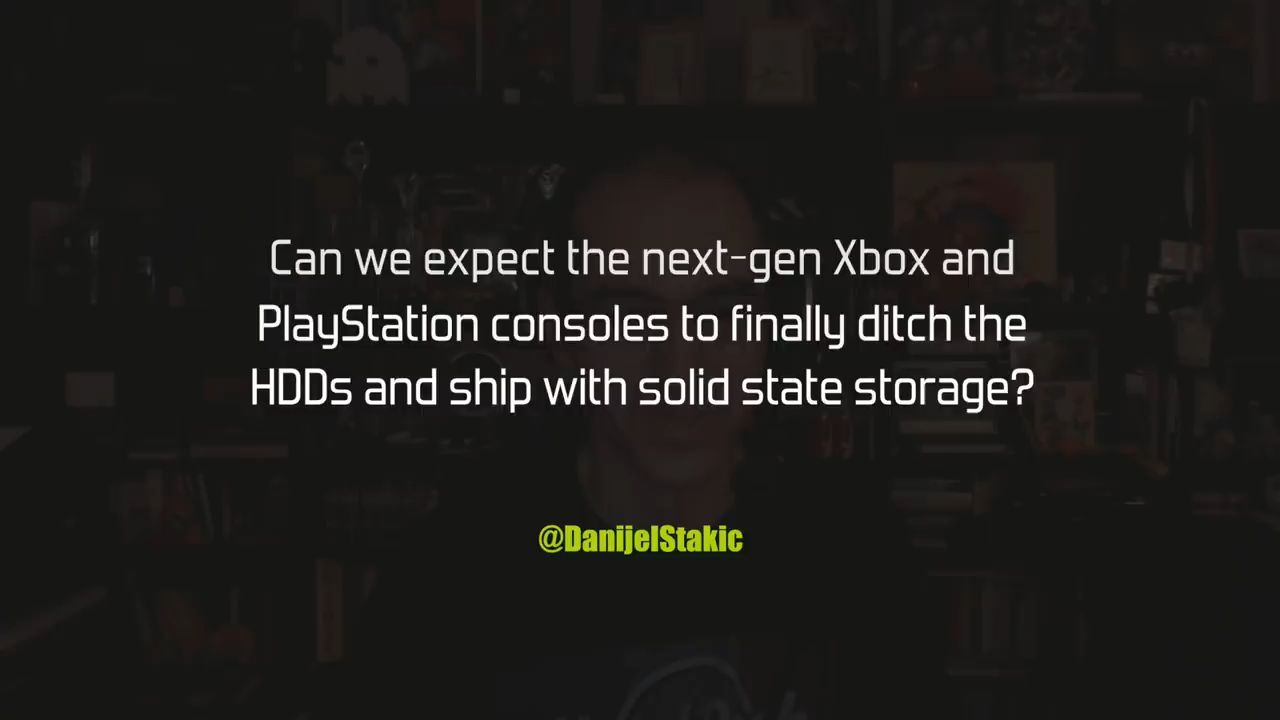 Can we expect the next-gen Xbox and
PlayStation consoles to finally ditch the
HDDs and ship with solid state storage?
@DanijelStakic